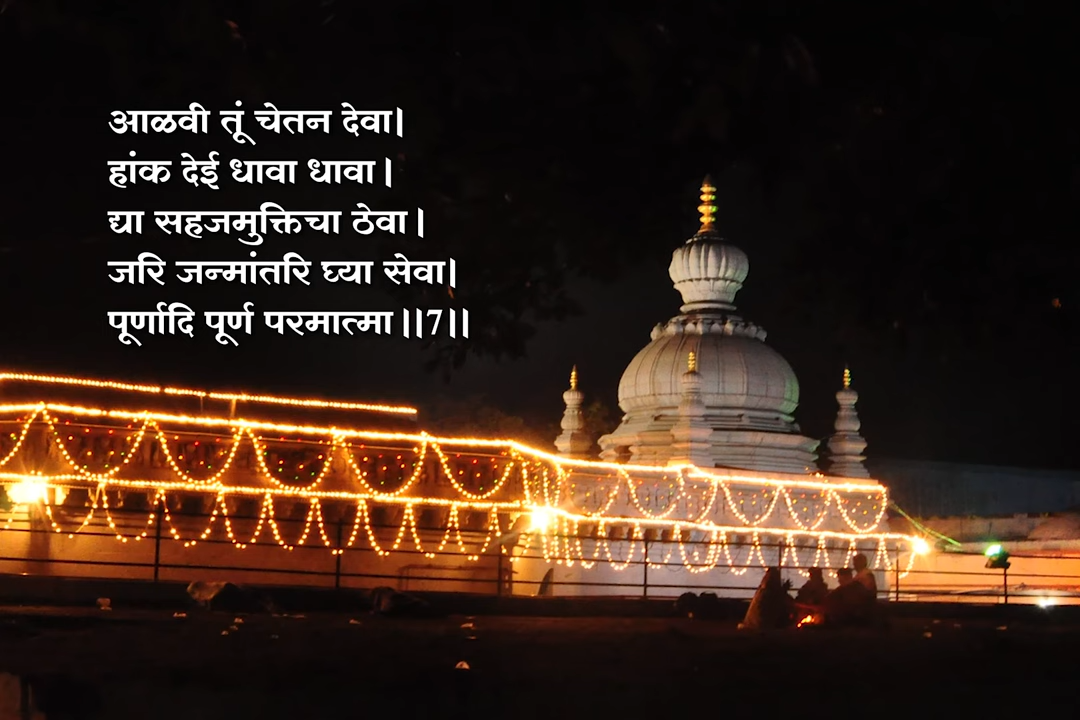 आळवी तूं चेतन देवा।
हांक देई धावा धावा।
द्या सहजमुक्तिचा ठेवा।
जरि जन्मांतरि घ्या सेवा।
पूर्णादि पूर्ण परमात्मा।।7।।